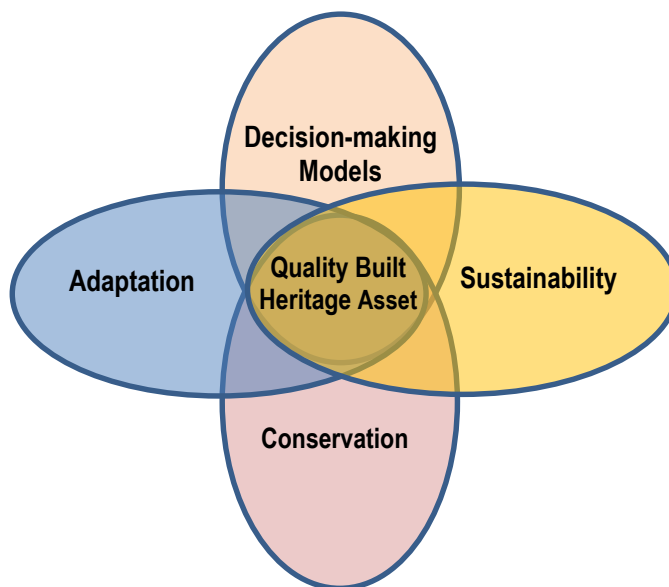 Decision-making
Models
Adaptation
Quality Built
Heritage Asset
Sustainability
Conservation